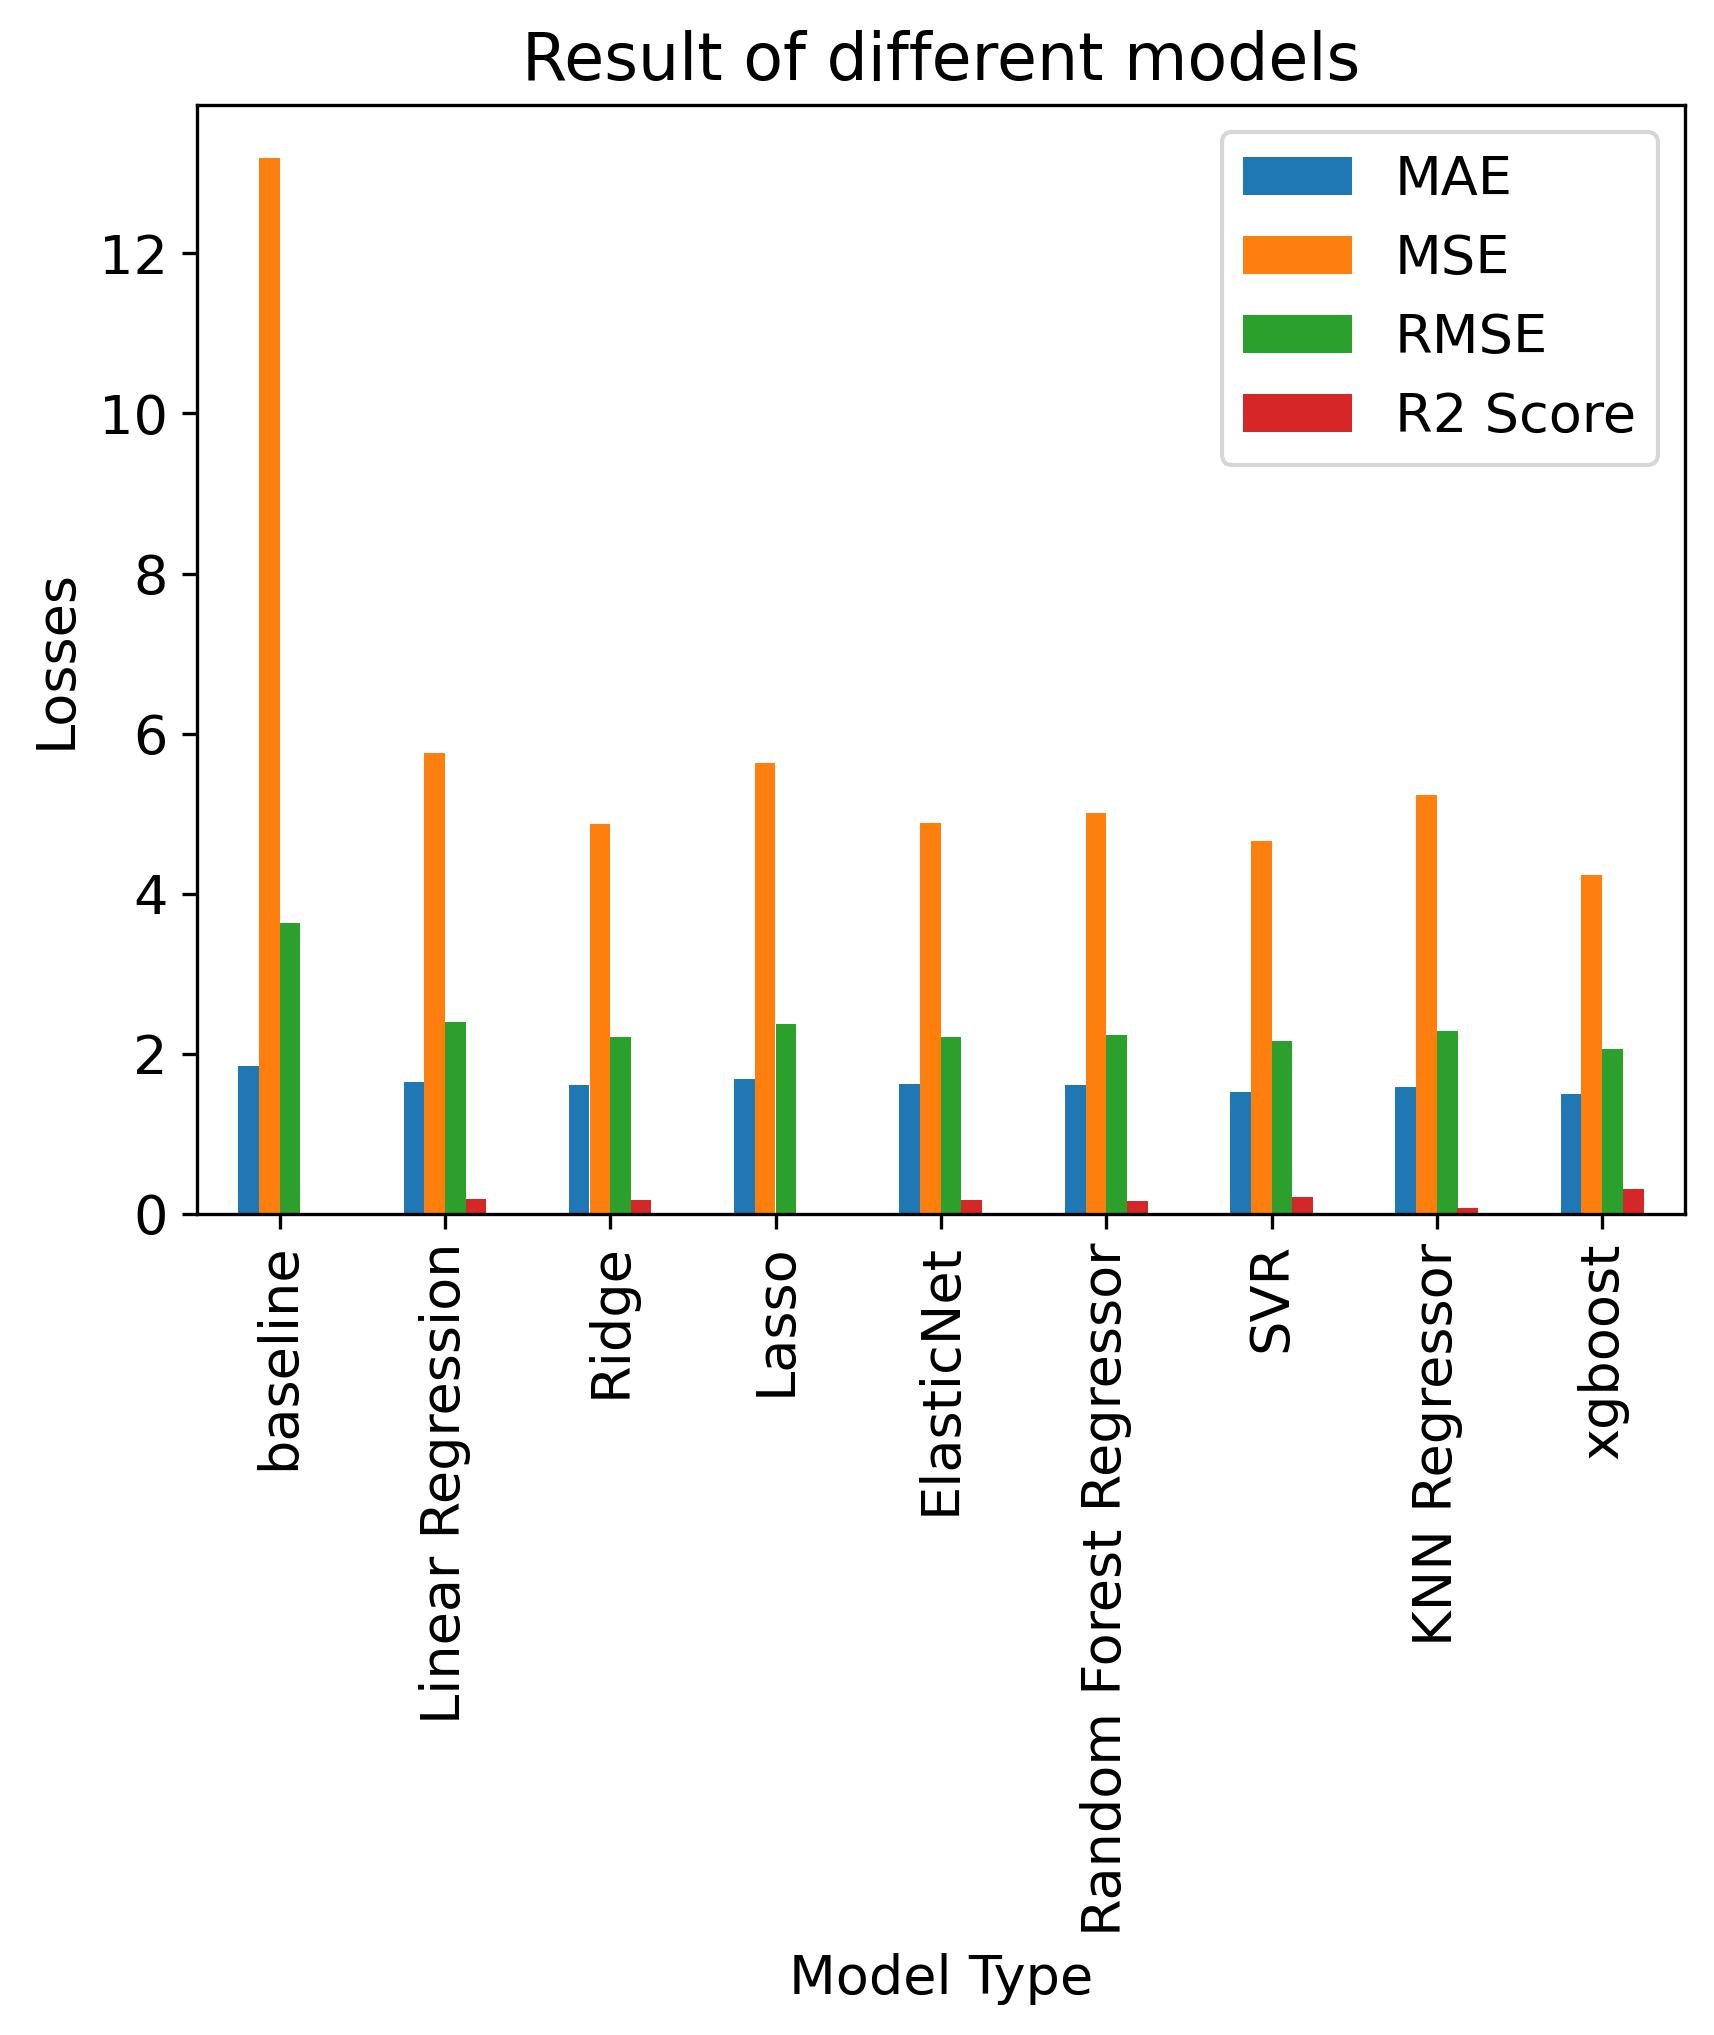 Result of different models
MAE
MSE
RMSE
R2 Score
Losses
12
10
8
6
4
2
0
baseline
Linear Regression
Ridge
Lasso
ElasticNet
Random Forest Regressor
SVR
KNN Regressor
xgboost
Model Type